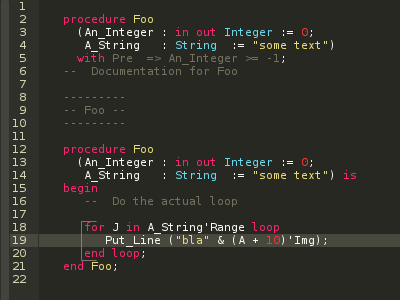 1
2 procedure Foo
3 (An_Integer : in out Integer := 0;
4 A_String : String := "some text")
5 with Pre => An_Integer >= -1;
6 -- Documentation for Foo
7
8 ---------
9 -- Foo --
10 ---------
11
12 procedure Foo
13 (An_Integer : in out Integer := 0;
14 A_String : String := "some text") is
15 begin
16 -- Do the actual loop
17
18 for J in A_String'Range loop
19 Put_Line ("bla" & (A + 10)'Img);
20 end loop;
21 end Foo;
22